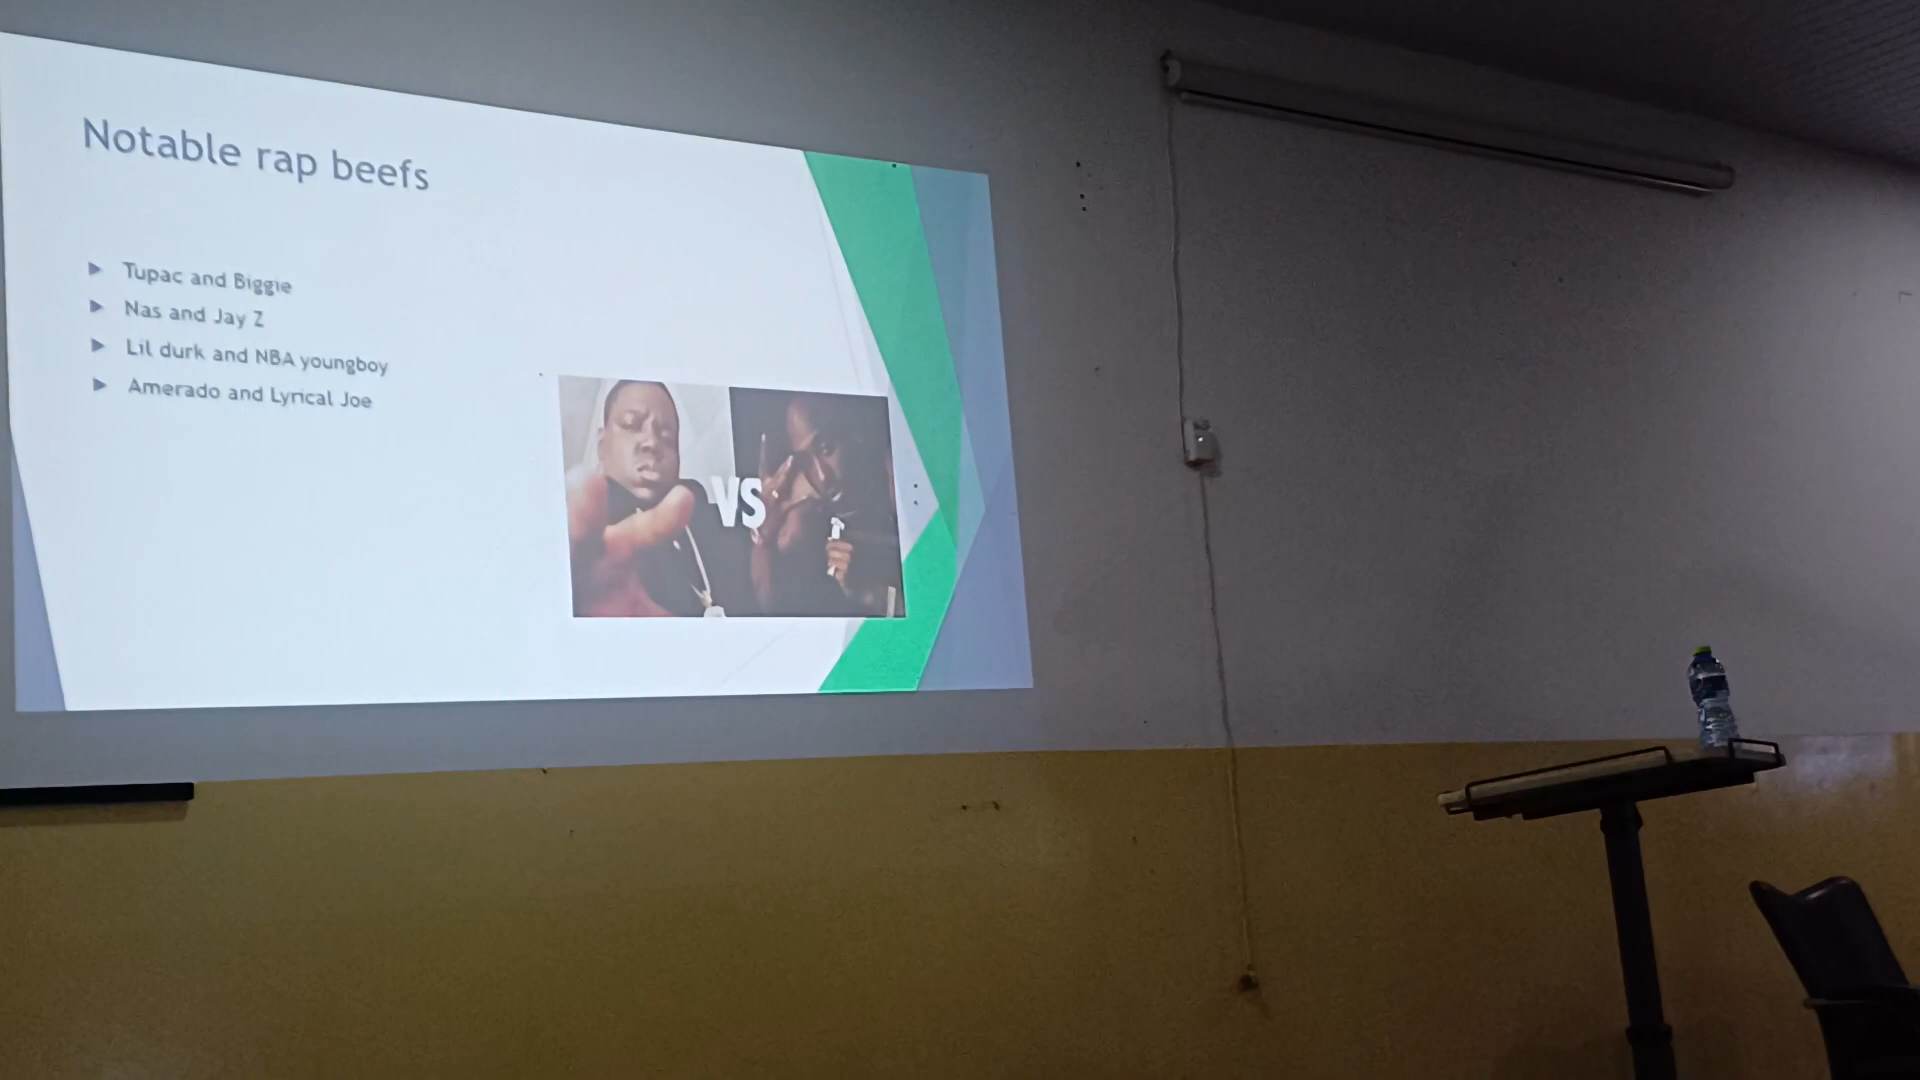 Notable rap beefs
Tupac and Biggie
Nas and Jay Z
Lil durk and NBA youngboy
Amerado and Lyrical Joe
VS